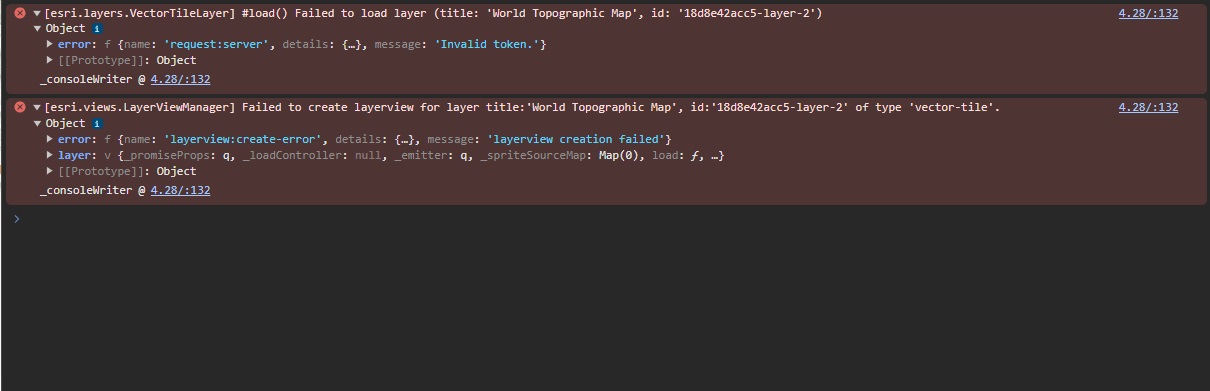 [esri.layers.VectorTileLayer] #load() Failed to load layer (title: 'World Topographic Map', id: '18d8e42acc5-layer-2') 4.28/:132
Object i
error: f {name: 'request:server', details: {…}, message: 'Invalid token.'}
[[Prototype]]: Object
_consoleWriter @ 4.28/:132
[esri.views.LayerViewManager] Failed to create layerview for layer title:'World Topographic Map', id:'18d8e42acc5-layer-2' of type 'vector-tile'. 4.28/:132
Object i
error: f {name: 'layerview:create-error', details: {…}, message: 'layerview creation failed'}
layer: v {_promiseProps: q, _loadController: null, _emitter: q, _spriteSourceMap: Map(0), load: ƒ, …}
[[Prototype]]: Object
_consoleWriter @ 4.28/:132